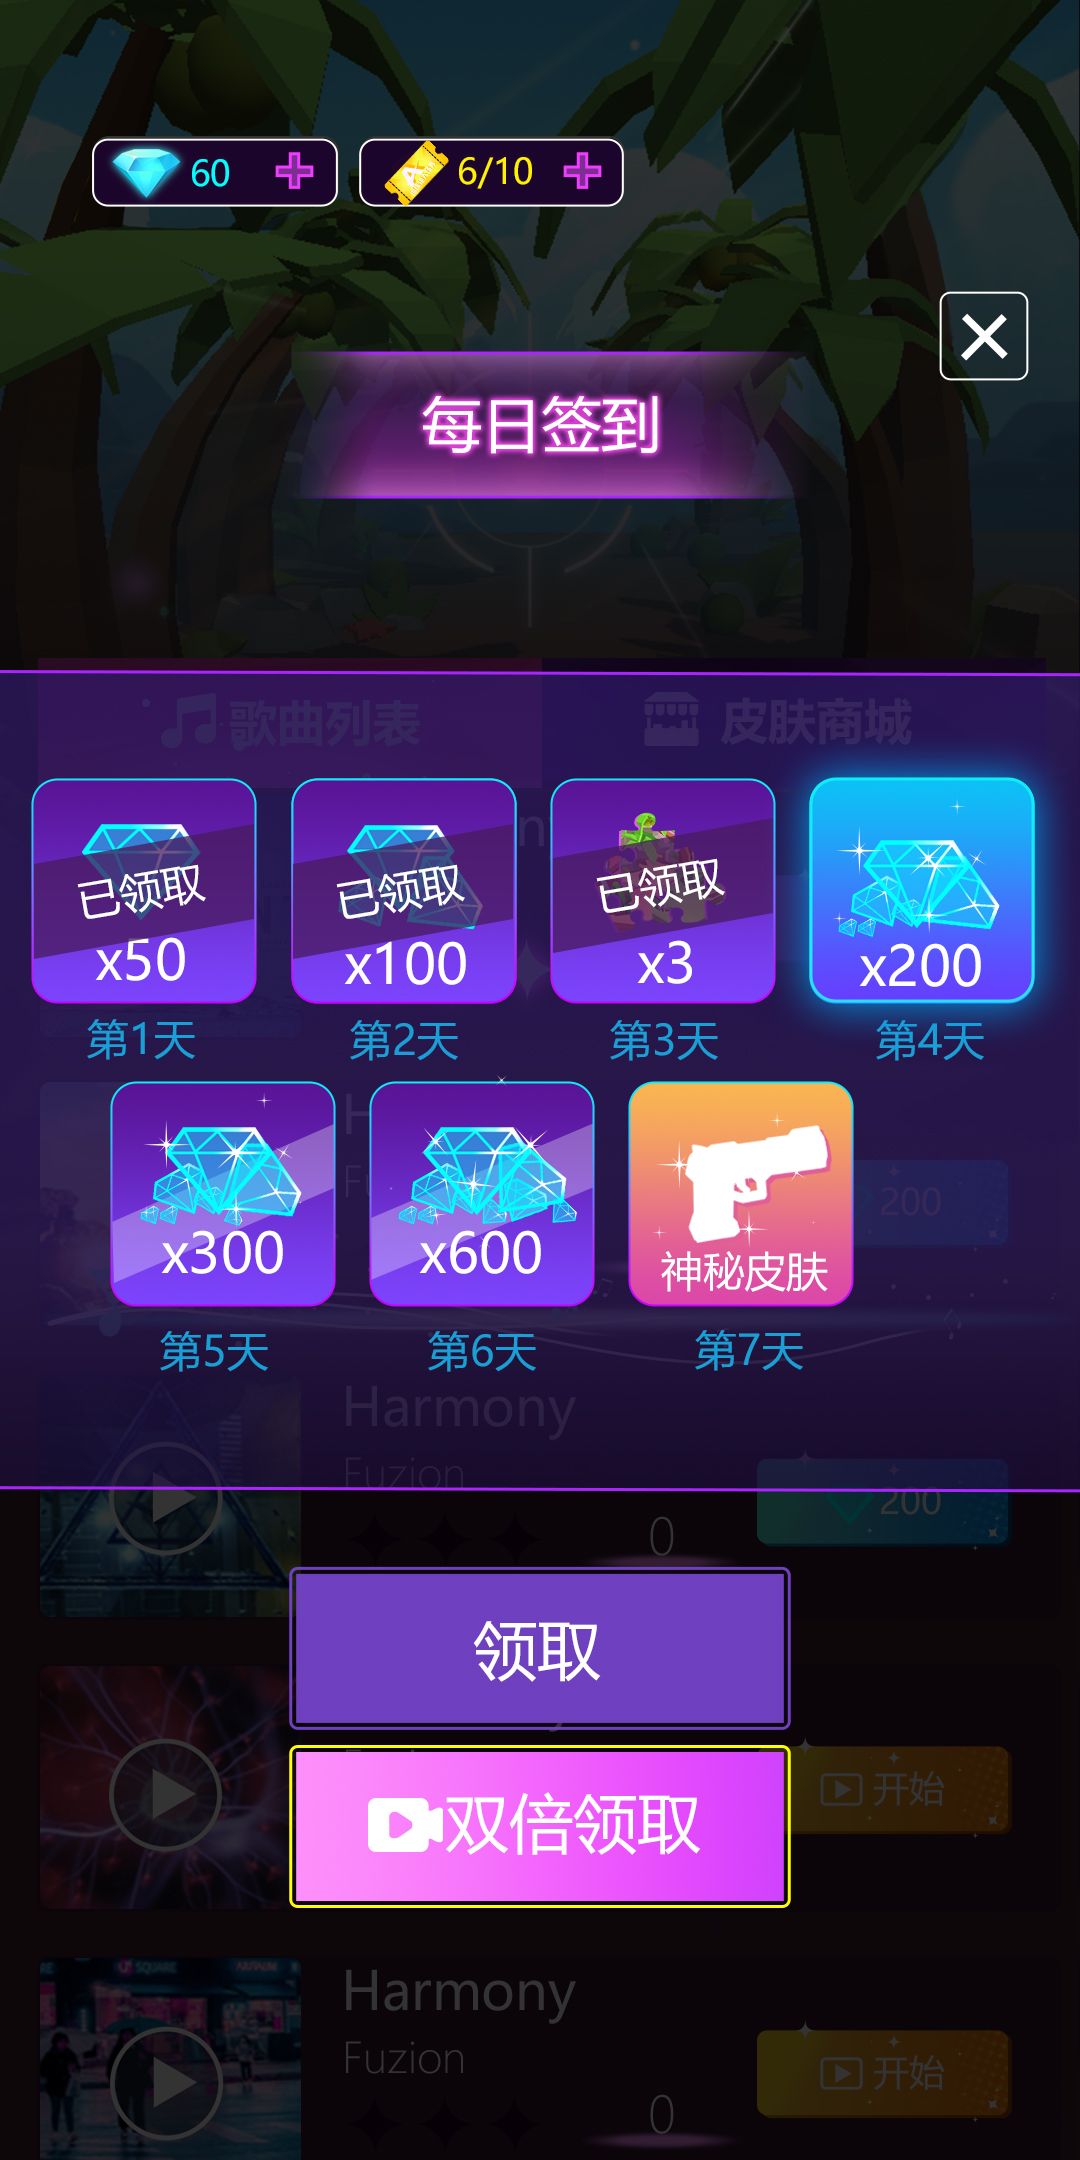 60
6/10
每日签到
歌曲列表
皮肤商城
已领取
x50
已领取
x100
已领取
x3
x200
第1天
第2天
第3天
第4天
x300
x600
神秘皮肤
200
第5天
第6天
第7天
Harmony
Fuzion
200
0
领取
双倍领取
开始
Harmony
Fuzion
开始
0